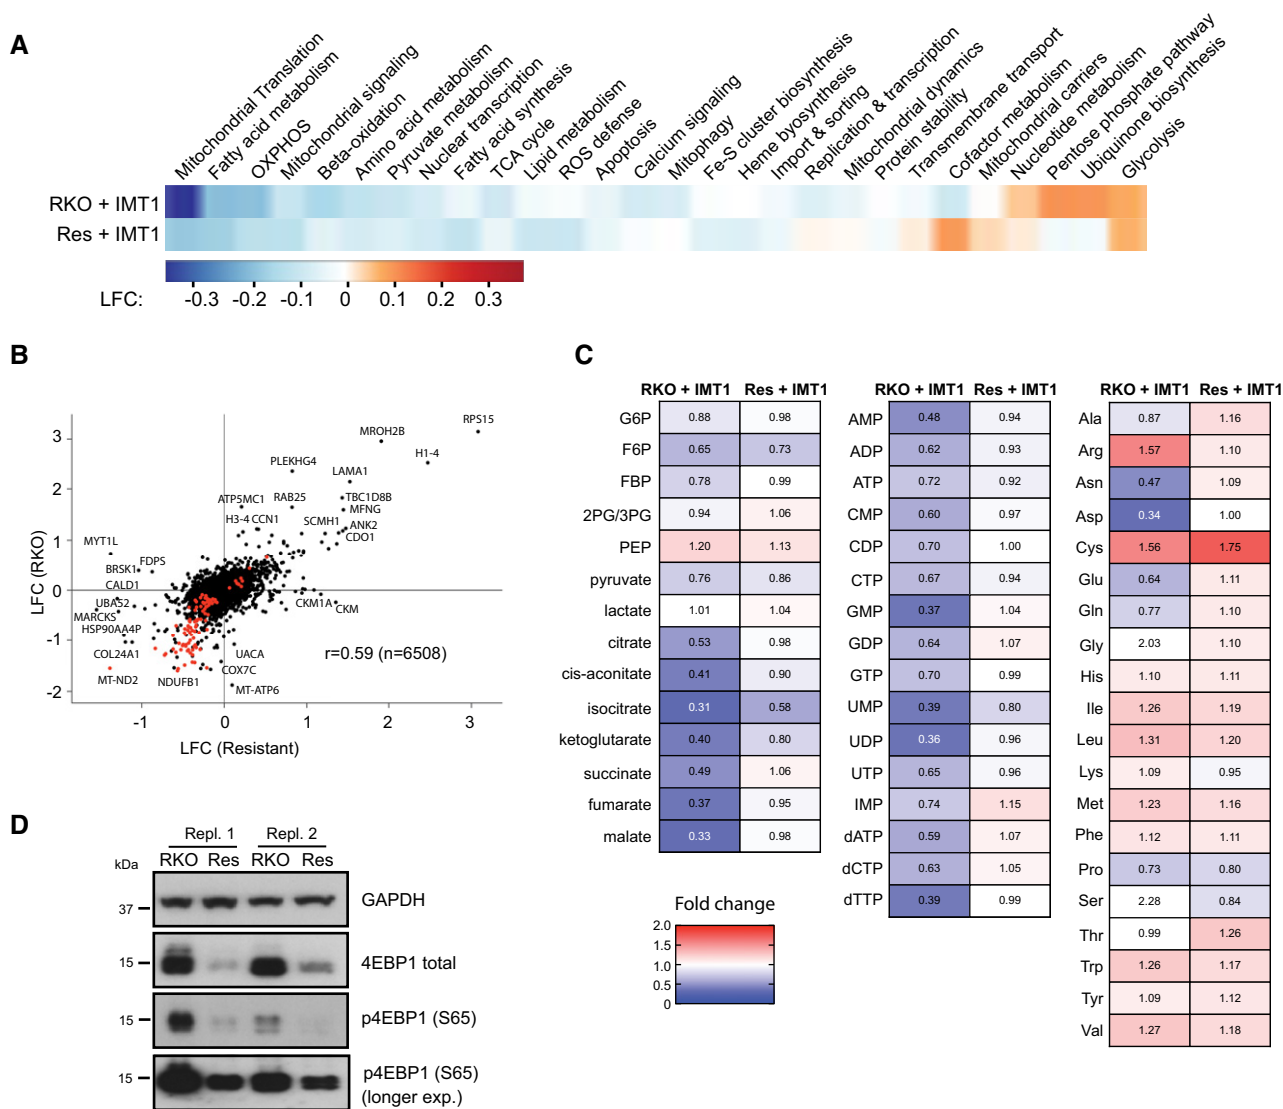 A
Mitochondrial Translation
Fatty acid metabolism
OXPHOS
Mitochondrial signaling
Beta-oxidation
Amino acid metabolism
Pyruvate metabolism
Nuclear transcription
Fatty acid synthesis
TCA cycle
Lipid metabolism
ROS defense
Apoptosis
Calcium signaling
Mitophagy
Fe-S cluster biosynthesis
Heme byosynthesis
Import & sorting
Replication & transcription
Mitochondrial dynamics
Protein stability
Transmembrane transport
Cofactor metabolism
Mitochondrial carriers
Nucleotide metabolism
Pentose phosphate pathway
Ubiquinone biosynthesis
Glycolysis
RKO + IMT1
Res + IMT1
LFC: -0.3 -0.2 -0.1 0 0.1 0.2 0.3
B
LFC (RKO)
3
2
1
0
-1
-2
-1 0 1 2 3
LFC (Resistant)
RPS15
MROH2B
H1-4
PLEKHG4
LAMA1
ATP5MC1
RAB25
TBC1D8B
MFNG
H3-4 CCN1
SCMH1
ANK2
CDO1
MYT1L
BRSK1
FDPS
CALD1
UBA52
MARCKS
HSP90AA4P
COL24A1
MT-ND2
NDUFB1
UACA
COX7C
MT-ATP6
CKM1A
CKM
r=0.59 (n=6508)
C
RKO + IMT1 Res + IMT1
G6P 0.88 0.98
F6P 0.65 0.73
FBP 0.78 0.99
2PG/3PG 0.94 1.06
PEP 1.20 1.13
pyruvate 0.76 0.86
lactate 1.01 1.04
citrate 0.53 0.98
cis-aconitate 0.41 0.90
isocitrate 0.31 0.58
ketoglutarate 0.40 0.80
succinate 0.49 1.06
fumarate 0.37 0.95
malate 0.33 0.98
RKO + IMT1 Res + IMT1
AMP 0.48 0.94
ADP 0.62 0.93
ATP 0.72 0.92
CMP 0.60 0.97
CDP 0.70 1.00
CTP 0.67 0.94
GMP 0.37 1.04
GDP 0.64 1.07
GTP 0.70 0.99
UMP 0.39 0.80
UDP 0.36 0.96
UTP 0.65 0.96
IMP 0.74 1.15
dATP 0.59 1.07
dCTP 0.63 1.05
dTTP 0.39 0.99
RKO + IMT1 Res + IMT1
Ala 0.87 1.16
Arg 1.57 1.10
Asn 0.47 1.09
Asp 0.34 1.00
Cys 1.56 1.75
Glu 0.64 1.11
Gln 0.77 1.10
Gly 2.03 1.10
His 1.10 1.11
Ile 1.26 1.19
Leu 1.31 1.20
Lys 1.09 0.95
Met 1.23 1.16
Phe 1.12 1.11
Pro 0.73 0.80
Ser 2.28 0.84
Thr 0.99 1.26
Trp 1.26 1.17
Tyr 1.09 1.12
Val 1.27 1.18
Fold change
2.0
1.5
1.0
0.5
0
D
Repl. 1 Repl. 2
kDa RKO Res RKO Res
37 GAPDH
15 4EBP1 total
15 p4EBP1 (S65)
15 p4EBP1 (S65)
(longer exp.)